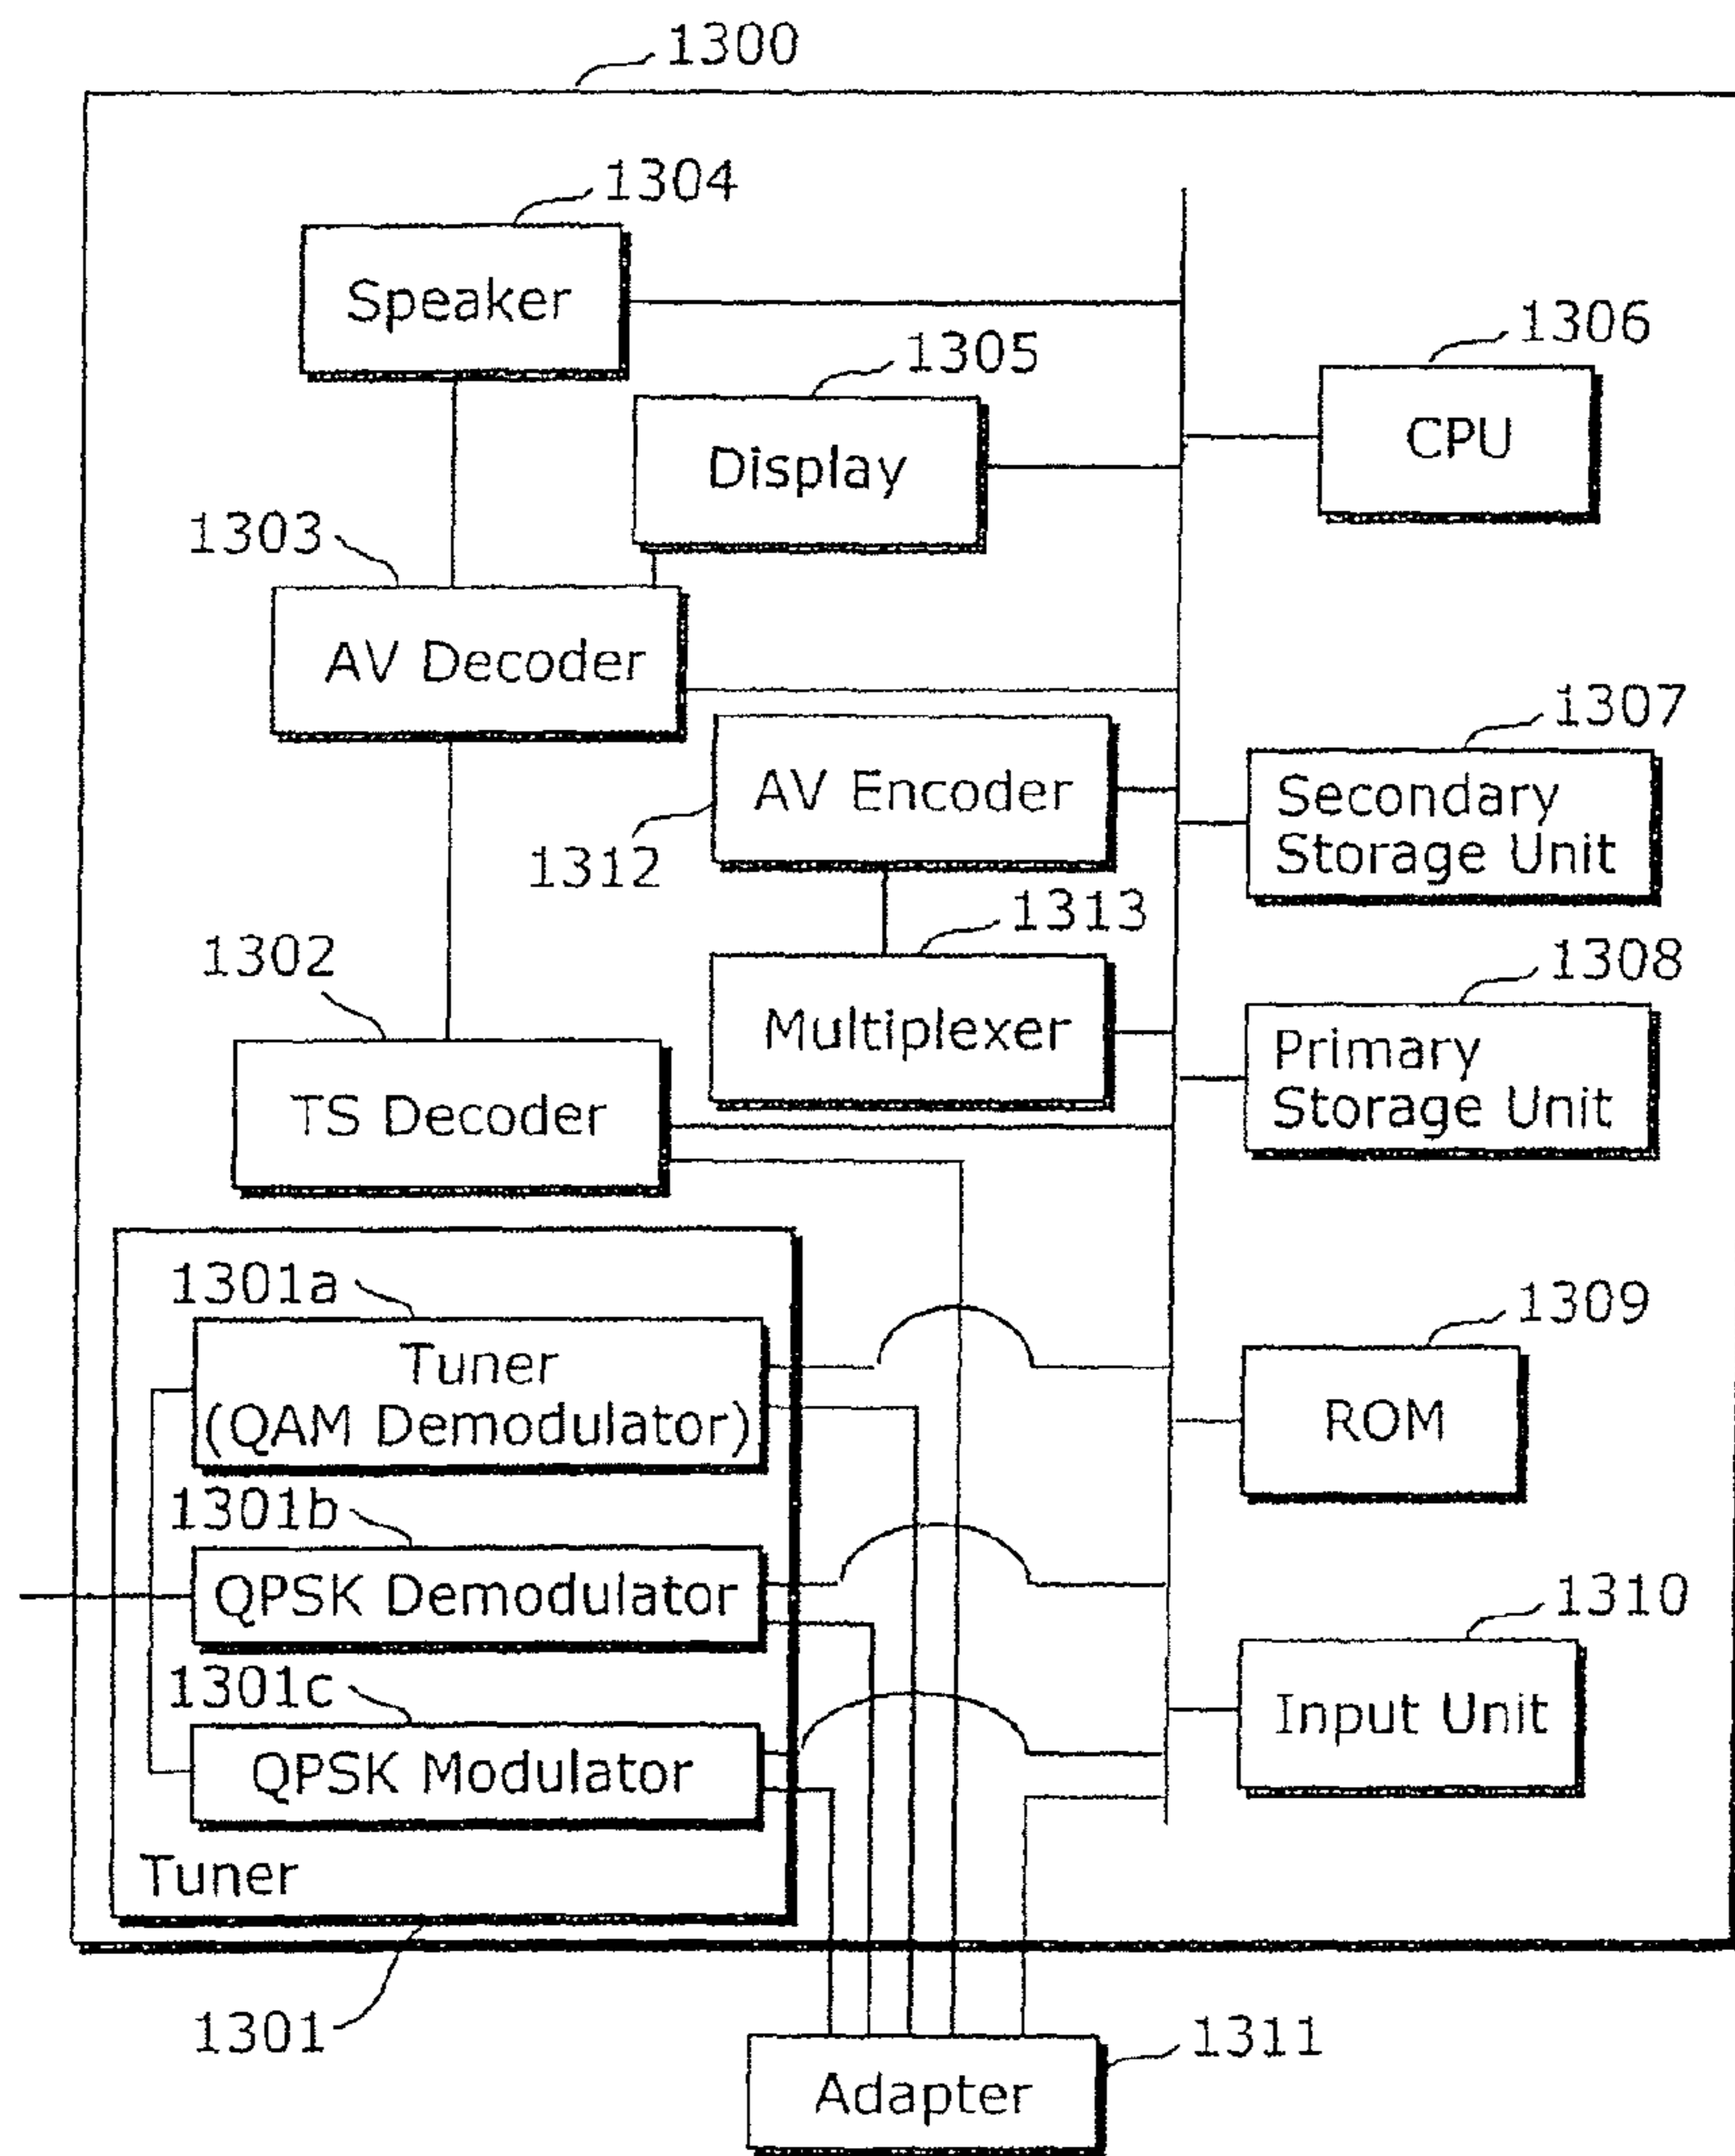 1300
1304
Speaker
1305
Display
1306
CPU
1303
AV Decoder
1307
Secondary
Storage Unit
AV Encoder
1312
1313
Multiplexer
1308
Primary
Storage Unit
1302
TS Decoder
1301a
Tuner
(QAM Demodulator)
1309
ROM
1301b
QPSK Demodulator
1310
Input Unit
1301c
QPSK Modulator
Tuner
1301
1311
Adapter